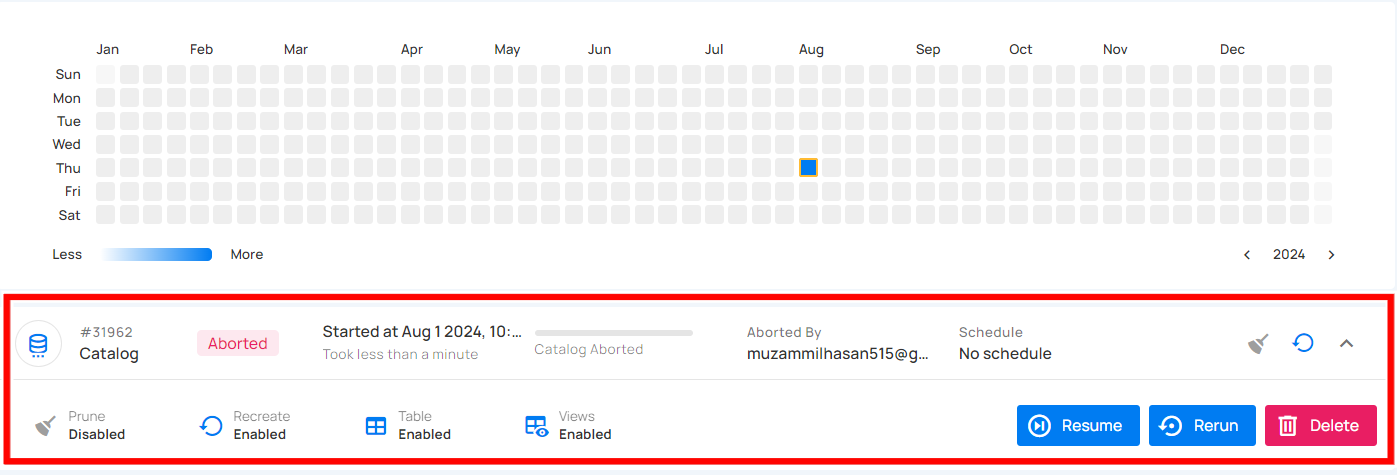 Jan Feb Mar Apr May Jun Jul Aug Sep Oct Nov Dec
Sun
Mon
Tue
Wed
Thu
Fri
Sat
Less More
2024
#31962
Catalog
Aborted
Started at Aug 1 2024, 10:...
Took less than a minute
Catalog Aborted
Aborted By
muzammilhasan515@g...
Schedule
No schedule
Prune
Disabled
Recreate
Enabled
Table
Enabled
Views
Enabled
Resume
Rerun
Delete